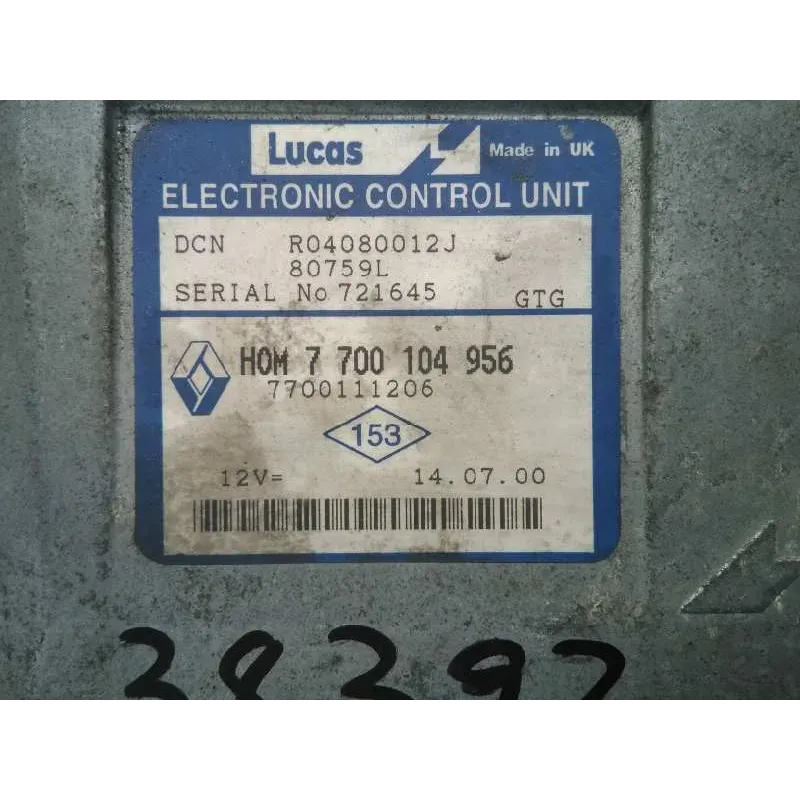 Lucas
Made in UK
ELECTRONIC CONTROL UNIT
DCN R04080012J
80759L
SERIAL No 721645 GTG
HOM 7 700 104 956
7700111206
153
12V= 14.07.00
38392